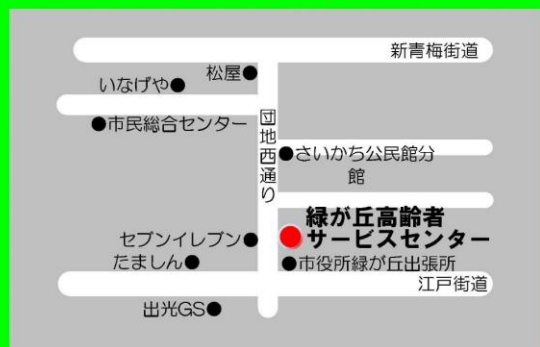 新青梅街道
松屋●
いなげや●
●市民総合センター
団地西通り
●さいかち公民館分
館
緑が丘高齢者
サービスセンター
セブンイレブン●
たましん●
●市役所緑が丘出張所
江戸街道
出光GS●